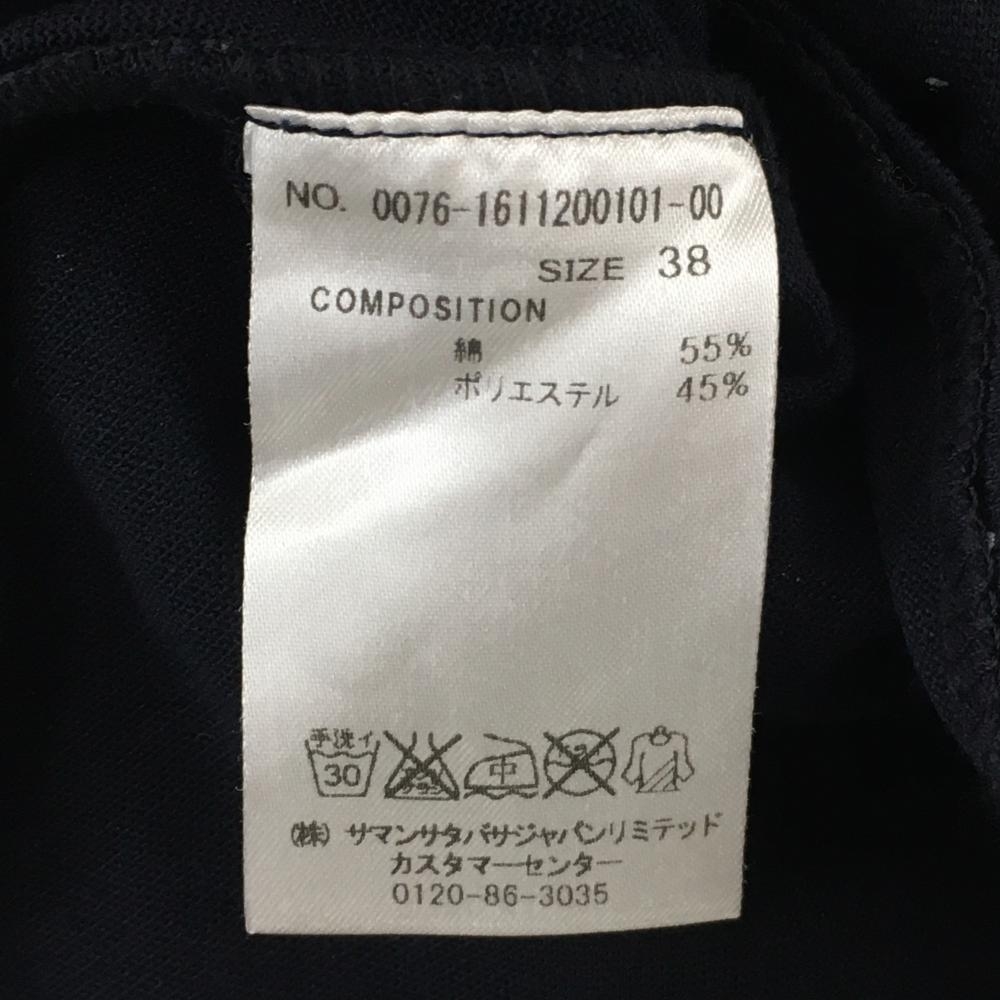 NO. 0076-1611200101-00
SIZE 38
COMPOSITION
綿 55%
ポリエステル 45%
手洗イ
30 中
(株) サマンサタバサジャパンリミテッド
カスタマーセンター
0120-86-3035